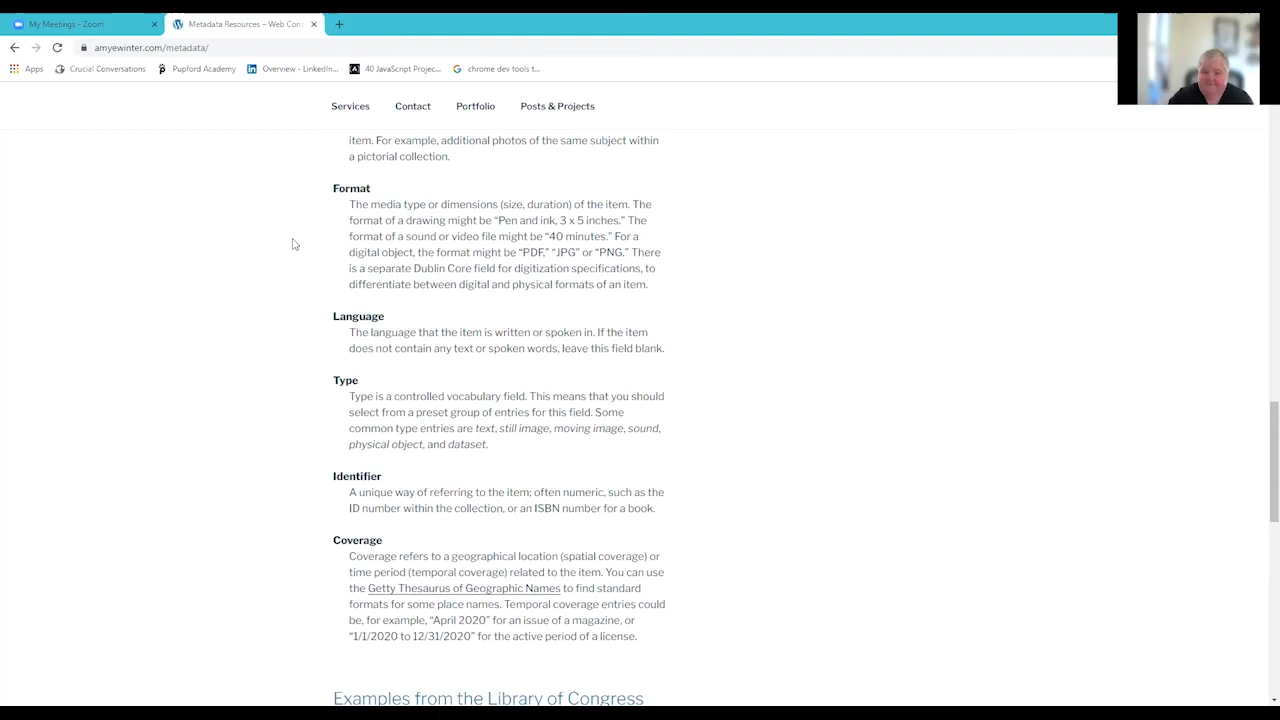 My Meetings - Zoom
Metadata Resources – Web Con
amyewinter.com/metadata/
Apps
Crucial Conversations
Pupford Academy
Overview - LinkedIn...
40 JavaScript Projec...
chrome dev tools t...
Services
Contact
Portfolio
Posts & Projects
item. For example, additional photos of the same subject within
a pictorial collection.
Format
The media type or dimensions (size, duration) of the item. The
format of a drawing might be “Pen and ink, 3 x 5 inches.” The
format of a sound or video file might be “40 minutes.” For a
digital object, the format might be “PDF,” “JPG” or “PNG.” There
is a separate Dublin Core field for digitization specifications, to
differentiate between digital and physical formats of an item.
Language
The language that the item is written or spoken in. If the item
does not contain any text or spoken words, leave this field blank.
Type
Type is a controlled vocabulary field. This means that you should
select from a preset group of entries for this field. Some
common type entries are text, still image, moving image, sound,
physical object, and dataset.
Identifier
A unique way of referring to the item; often numeric, such as the
ID number within the collection, or an ISBN number for a book.
Coverage
Coverage refers to a geographical location (spatial coverage) or
time period (temporal coverage) related to the item. You can use
the Getty Thesaurus of Geographic Names to find standard
formats for some place names. Temporal coverage entries could
be, for example, “April 2020” for an issue of a magazine, or
“1/1/2020 to 12/31/2020” for the active period of a license.
Examples from the Library of Congress